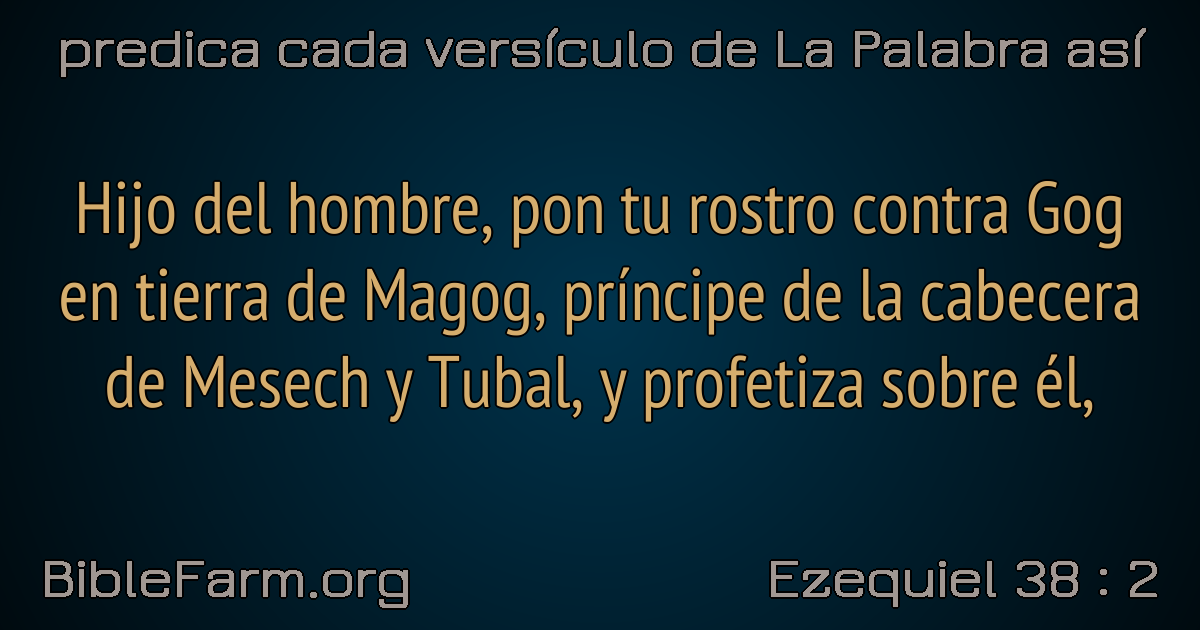 predica cada versículo de La Palabra así
Hijo del hombre, pon tu rostro contra Gog
en tierra de Magog, príncipe de la cabecera
de Mesech y Tubal, y profetiza sobre él,
BibleFarm.org
Ezequiel 38 : 2